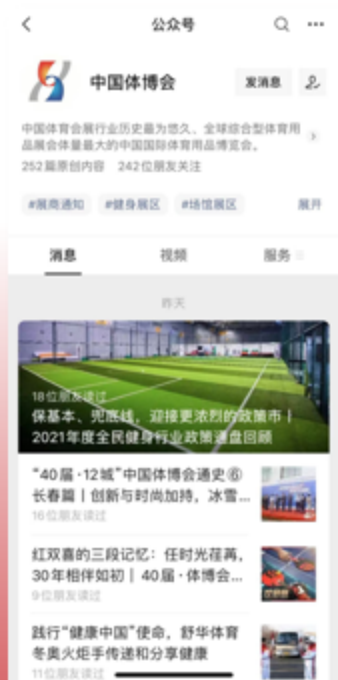 公众号
中国体博会
发消息
中国体育会展行业历史最为悠久、全球综合型体育用
品展会体量最大的中国国际体育用品博览会。
252篇原创内容 242位朋友关注
#展商通知 #健身展区 #场馆展区 展开
消息 视频 服务
昨天
18位朋友读过
保基本、兜底线，迎接更浓烈的政策市｜
2021年度全民健身行业政策通盘回顾
“40届·12城”中国体博会通史⑥
长春篇丨创新与时尚加持，冰雪...
16位朋友读过
红双喜的三段记忆：任时光荏苒，
30年相伴如初｜ 40届·体博会...
9位朋友读过
践行“健康中国”使命，舒华体育
冬奥火炬手传递和分享健康
11位朋友读过